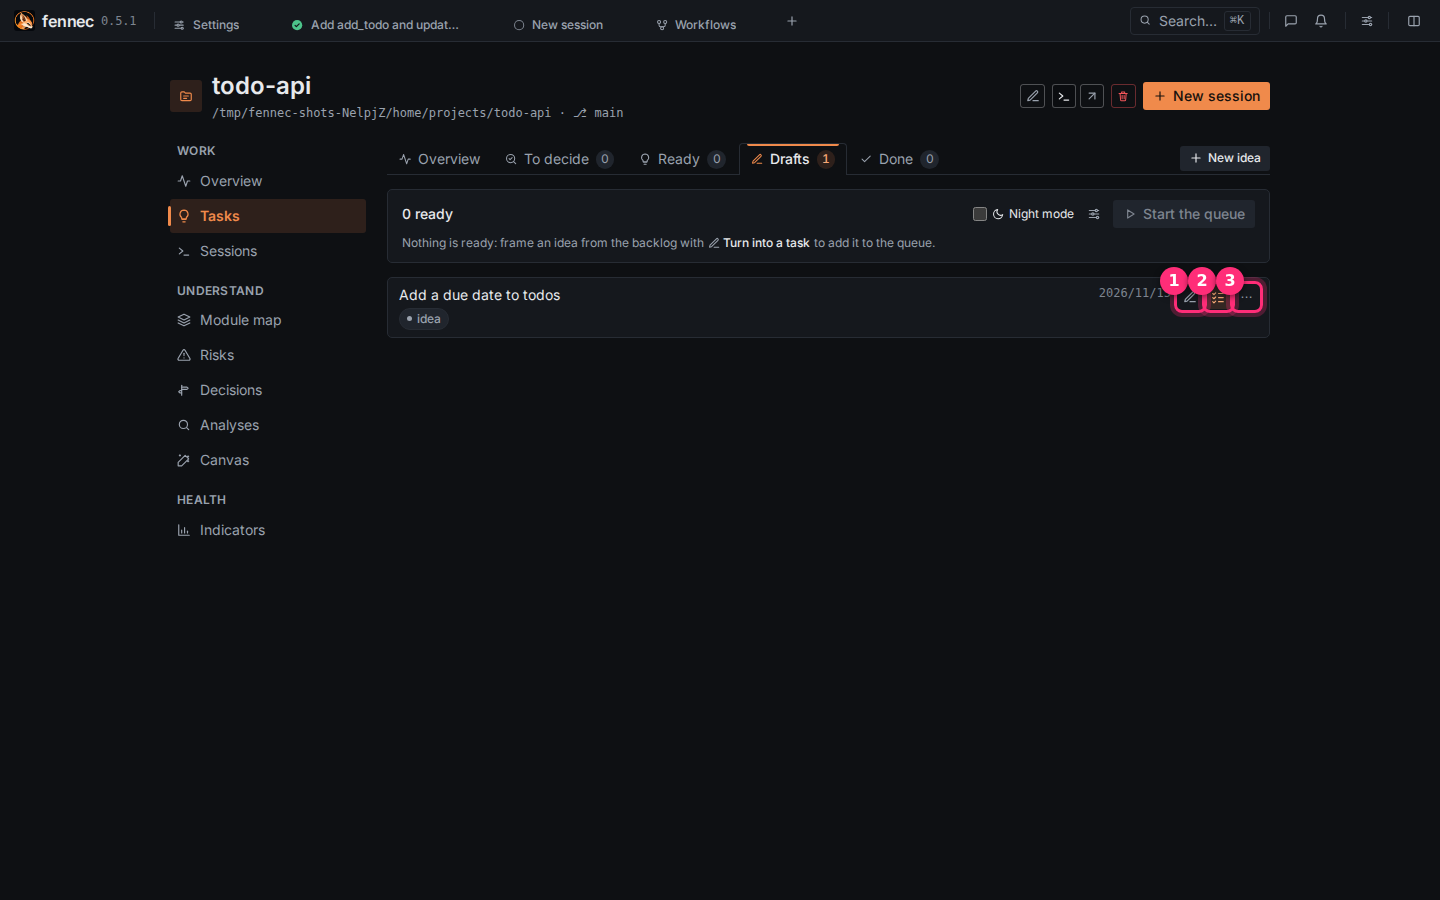 fennec 0.5.1
Settings
Add add_todo and updat...
New session
Workflows
Search... ⌘K
todo-api
/tmp/fennec-shots-NelpjZ/home/projects/todo-api · ⎇ main
New session
WORK
Overview
Tasks
Sessions
UNDERSTAND
Module map
Risks
Decisions
Analyses
Canvas
HEALTH
Indicators
Overview
To decide 0
Ready 0
Drafts 1
Done 0
New idea
0 ready
Night mode
Start the queue
Nothing is ready: frame an idea from the backlog with Turn into a task to add it to the queue.
1 2 3
Add a due date to todos
idea